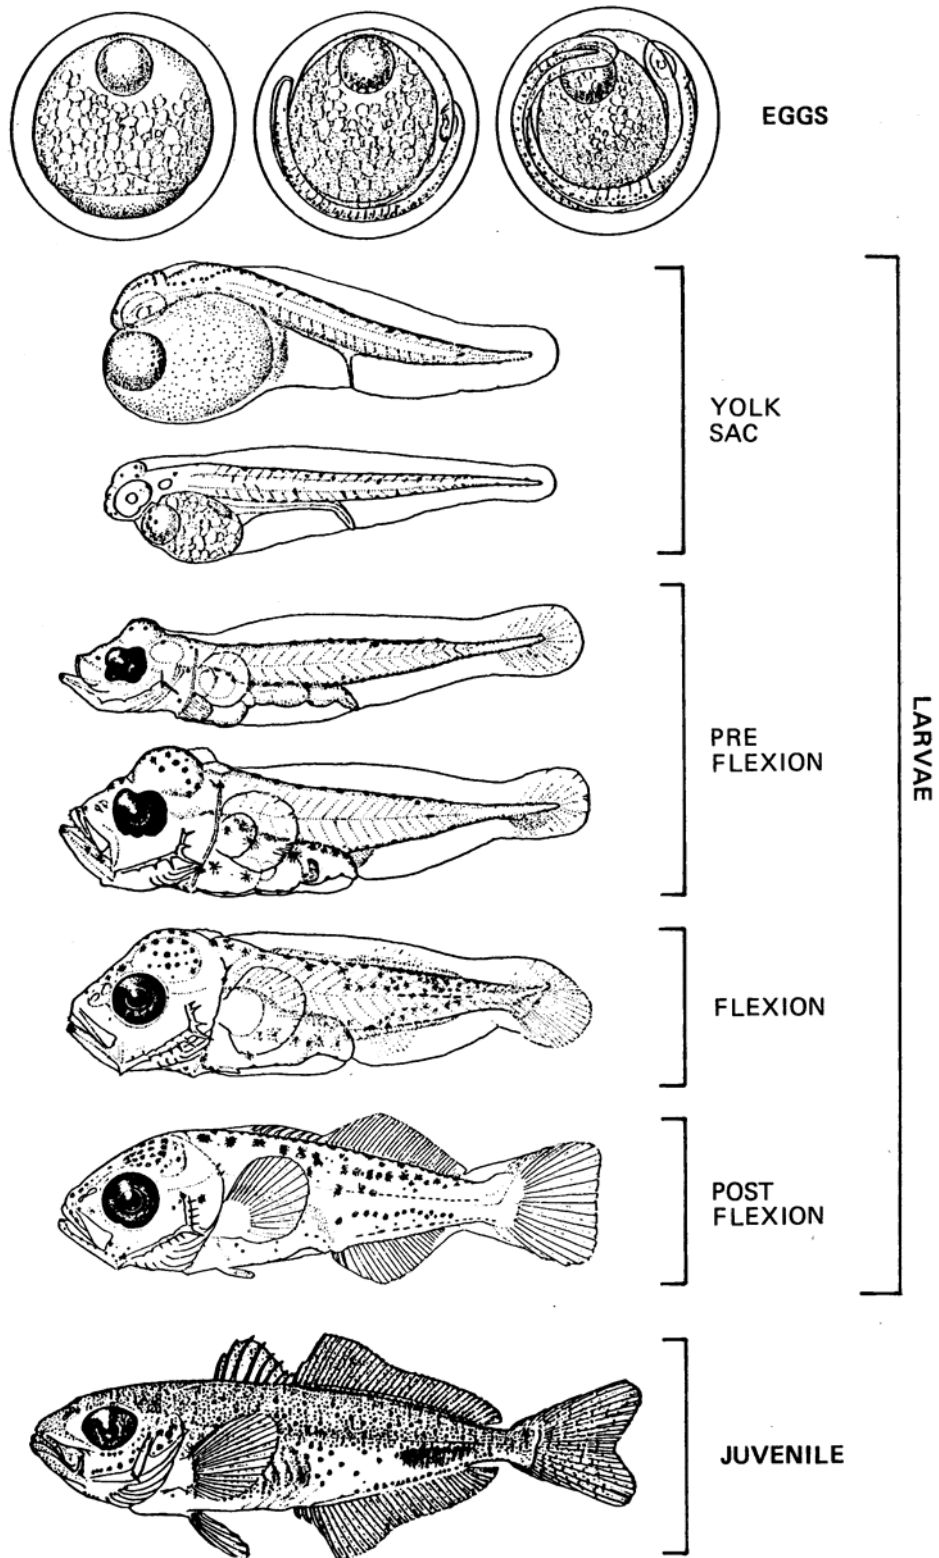 EGGS
YOLK
SAC
PRE
FLEXION
FLEXION
POST
FLEXION
LARVAE
JUVENILE